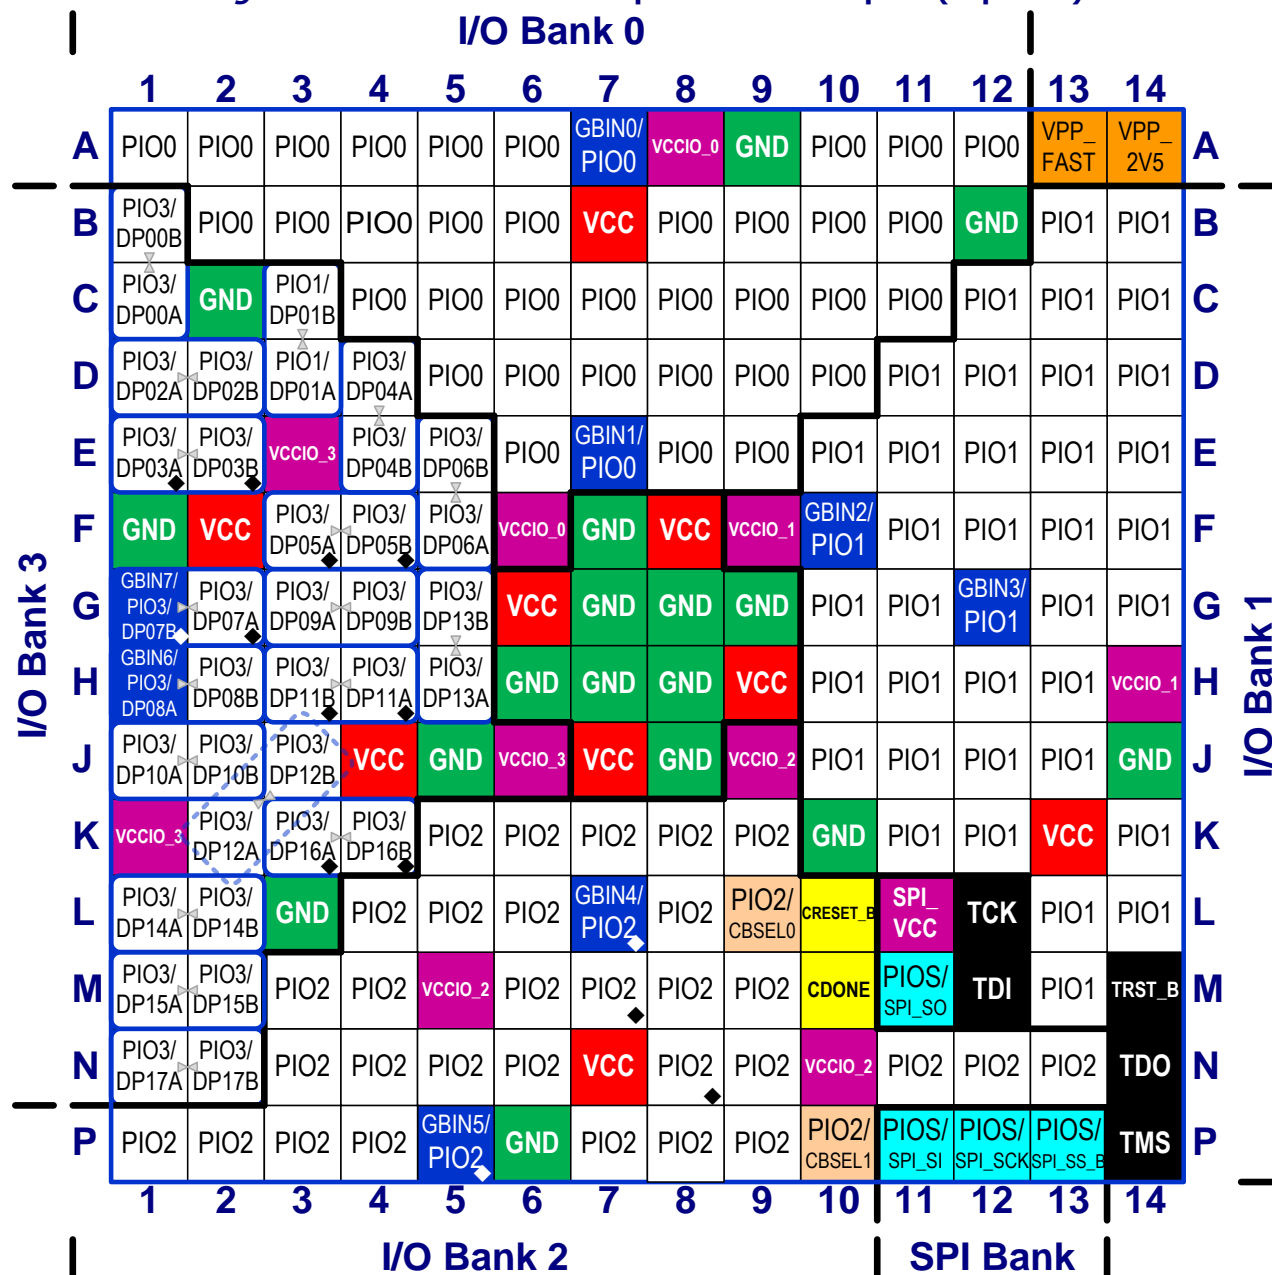 I/O Bank 0
1 2 3 4 5 6 7 8 9 10 11 12 13 14
A PIO0 PIO0 PIO0 PIO0 PIO0 PIO0 GBIN0/ PIO0 VCCIO_0 GND PIO0 PIO0 PIO0 VPP_ FAST VPP_ 2V5 A
B PIO3/ DP00B PIO0 PIO0 PIO0 PIO0 PIO0 VCC PIO0 PIO0 PIO0 PIO0 GND PIO1 PIO1 B
C PIO3/ DP00A GND PIO1/ DP01B PIO0 PIO0 PIO0 PIO0 PIO0 PIO0 PIO0 PIO0 PIO1 PIO1 PIO1 C
D PIO3/ DP02A PIO3/ DP02B PIO1/ DP01A PIO3/ DP04A PIO0 PIO0 PIO0 PIO0 PIO0 PIO0 PIO1 PIO1 PIO1 PIO1 D
E PIO3/ DP03A PIO3/ DP03B VCCIO_3 PIO3/ DP04B PIO3/ DP06B PIO0 GBIN1/ PIO0 PIO0 PIO0 PIO1 PIO1 PIO1 PIO1 PIO1 E
F GND VCC PIO3/ DP05A PIO3/ DP05B PIO3/ DP06A VCCIO_0 GND VCC VCCIO_1 GBIN2/ PIO1 PIO1 PIO1 PIO1 PIO1 F
G GBIN7/ PIO3/ DP07B PIO3/ DP07A PIO3/ DP09A PIO3/ DP09B PIO3/ DP13B VCC GND GND GND PIO1 PIO1 GBIN3/ PIO1 PIO1 PIO1 G
H GBIN6/ PIO3/ DP08A PIO3/ DP08B PIO3/ DP11B PIO3/ DP11A PIO3/ DP13A GND GND GND VCC PIO1 PIO1 PIO1 PIO1 VCCIO_1 H
J PIO3/ DP10A PIO3/ DP10B PIO3/ DP12B VCC GND VCCIO_3 VCC GND VCCIO_2 PIO1 PIO1 PIO1 PIO1 GND J
K VCCIO_3 PIO3/ DP12A PIO3/ DP16A PIO3/ DP16B PIO2 PIO2 PIO2 PIO2 PIO2 GND PIO1 PIO1 VCC PIO1 K
L PIO3/ DP14A PIO3/ DP14B GND PIO2 PIO2 PIO2 GBIN4/ PIO2 PIO2 PIO2/ CBSEL0 CRESET_B SPI_ VCC TCK PIO1 PIO1 L
M PIO3/ DP15A PIO3/ DP15B PIO2 PIO2 VCCIO_2 PIO2 PIO2 PIO2 PIO2 CDONE PIOS/ SPI_SO TDI PIO1 TRST_B M
N PIO3/ DP17A PIO3/ DP17B PIO2 PIO2 PIO2 PIO2 VCC PIO2 PIO2 VCCIO_2 PIO2 PIO2 PIO2 TDO N
P PIO2 PIO2 PIO2 PIO2 GBIN5/ PIO2 GND PIO2 PIO2 PIO2 PIO2/ CBSEL1 PIOS/ SPI_SI PIOS/ SPI_SCK PIOS/ SPI_SS_B TMS P
1 2 3 4 5 6 7 8 9 10 11 12 13 14
I/O Bank 3
I/O Bank 1
I/O Bank 2 SPI Bank